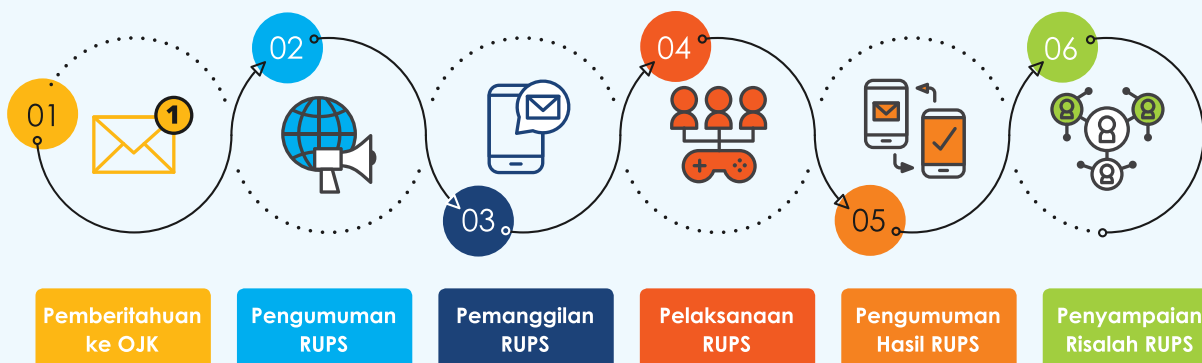 01
02
03
04
05
06
1
Pemberitahuan
ke OJK
Pengumuman
RUPS
Pemanggilan
RUPS
Pelaksanaan
RUPS
Pengumuman
Hasil RUPS
Penyampaian
Risalah RUPS